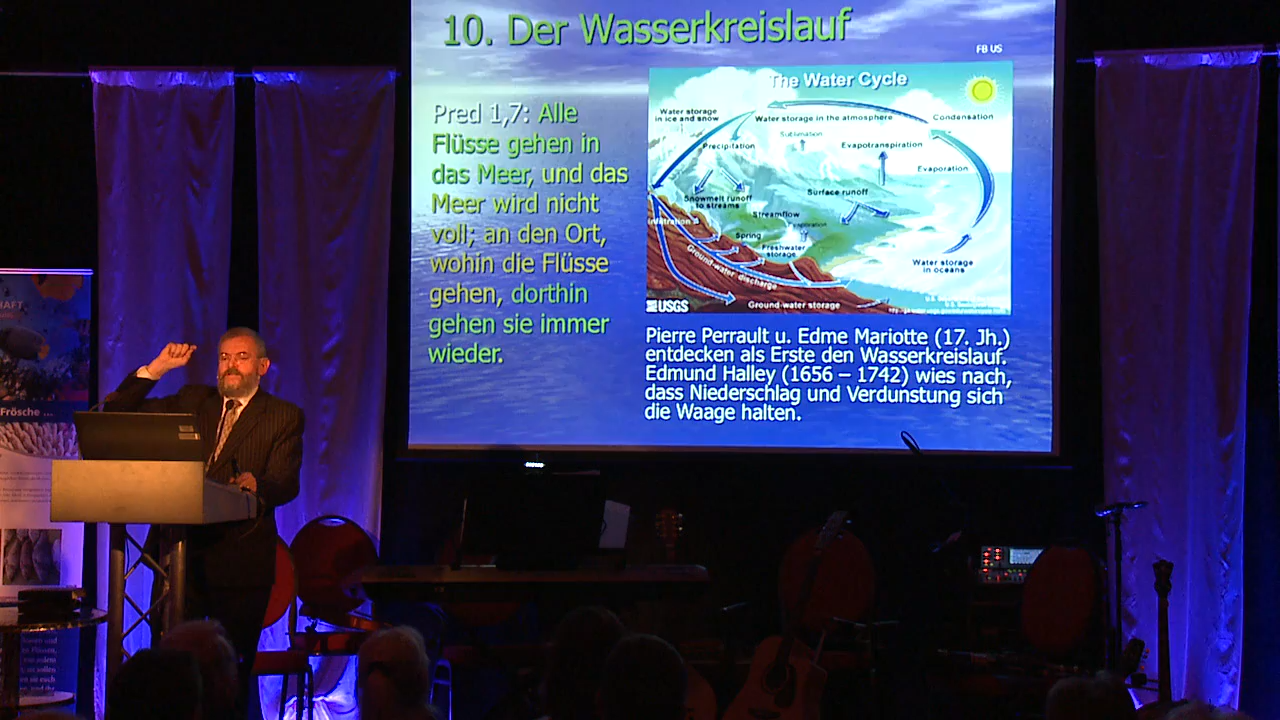 10. Der Wasserkreislauf
FB US
Pred 1,7: Alle
Flüsse gehen in
das Meer, und das
Meer wird nicht
voll; an den Ort,
wohin die Flüsse
gehen, dorthin
gehen sie immer
wieder.
The Water Cycle
Water storage
in ice and snow
Water storage in the atmosphere
Condensation
Sublimation
Precipitation
Evapotranspiration
Evaporation
Snowmelt runoff
to streams
Surface runoff
Streamflow
Infiltration
Evaporation
Spring
Freshwater
storage
Ground-water discharge
Water storage
in oceans
USGS
Ground-water storage
Pierre Perrault u. Edme Mariotte (17. Jh.)
entdecken als Erste den Wasserkreislauf.
Edmund Halley (1656 – 1742) wies nach,
dass Niederschlag und Verdunstung sich
die Waage halten.
Frösche ...